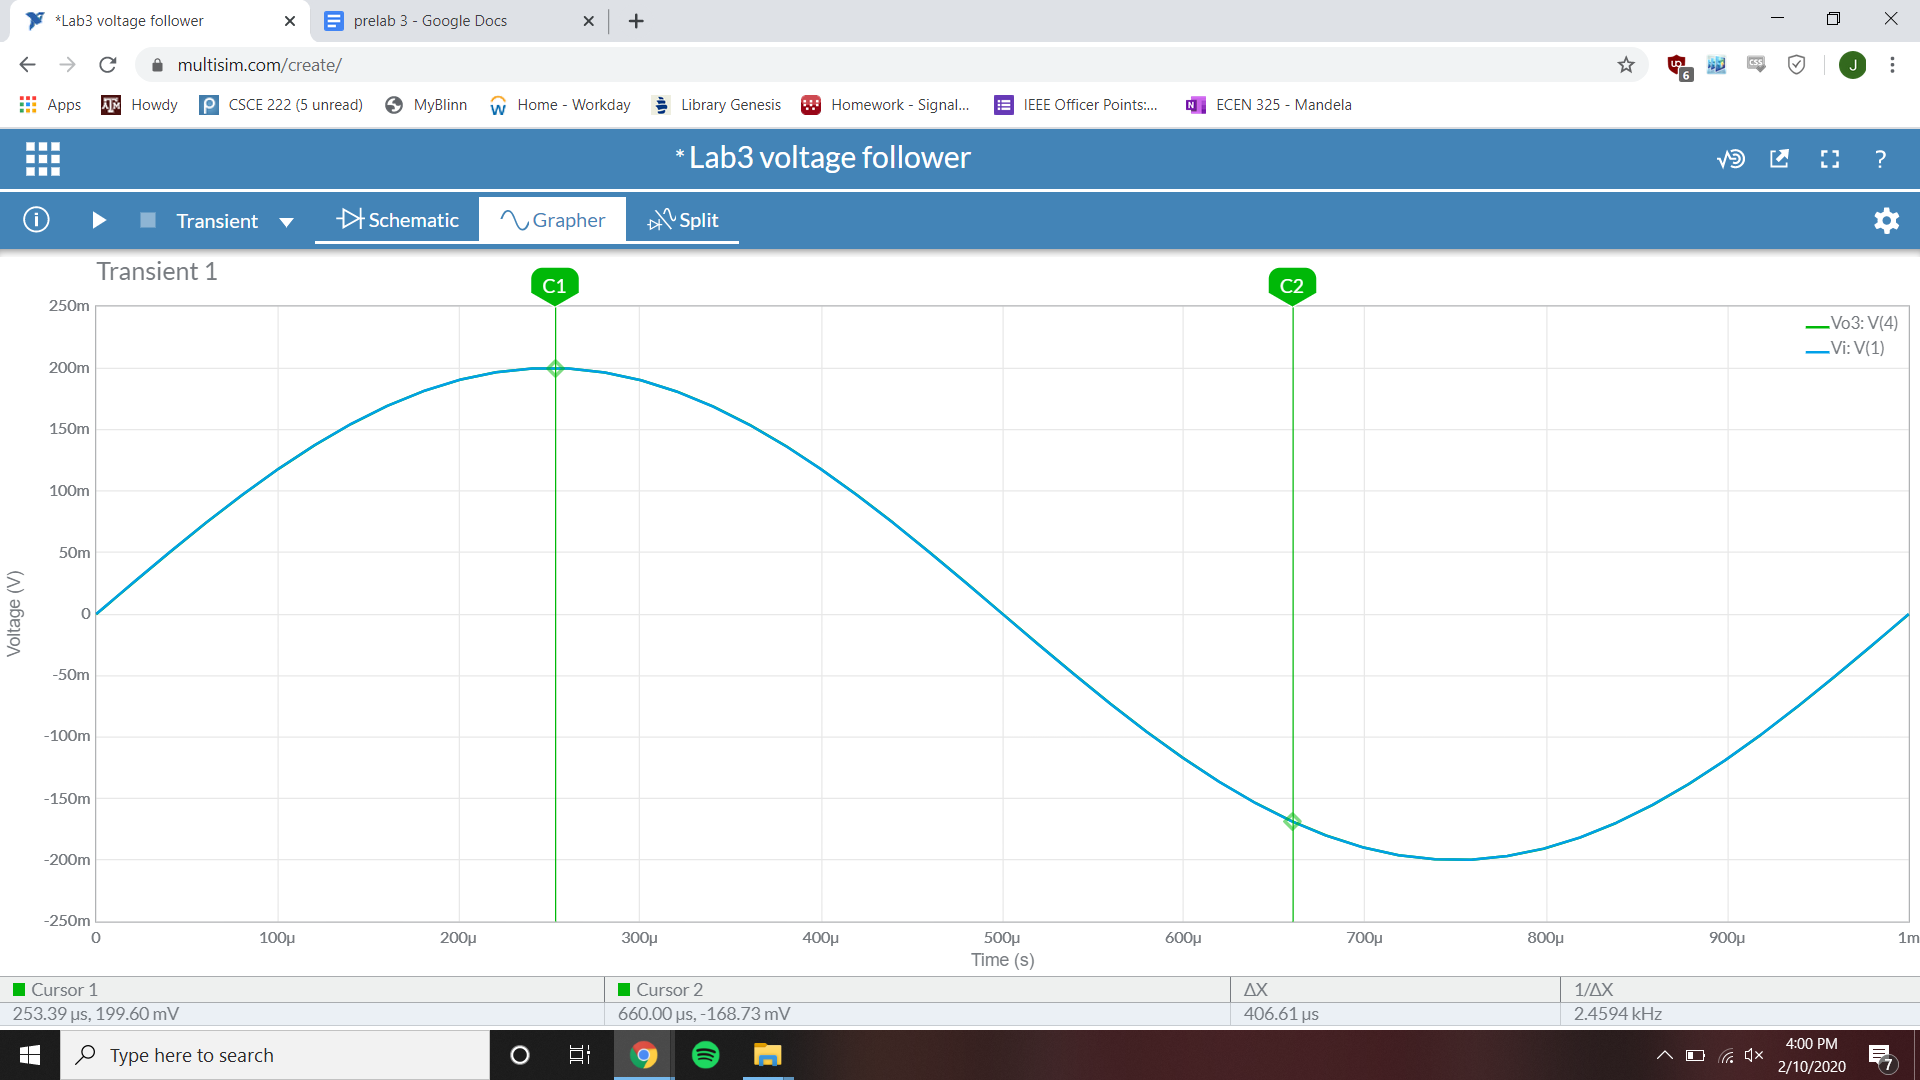 *Lab3 voltage follower
prelab 3 - Google Docs
multisim.com/create/
6
J
Apps
Howdy
CSCE 222 (5 unread)
MyBlinn
Home - Workday
Library Genesis
Homework - Signal...
IEEE Officer Points:...
ECEN 325 - Mandela
*Lab3 voltage follower
?
Transient
Schematic
Grapher
Split
Transient 1
C1
C2
Vo3: V(4)
Vi: V(1)
250m
200m
150m
100m
50m
0
-50m
-100m
-150m
-200m
-250m
Voltage (V)
0 100μ 200μ 300μ 400μ 500μ 600μ 700μ 800μ 900μ 1m
Time (s)
Cursor 1 Cursor 2 ΔX 1/ΔX
253.39 μs, 199.60 mV 660.00 μs, -168.73 mV 406.61 μs 2.4594 kHz
Type here to search
4:00 PM
2/10/2020
7